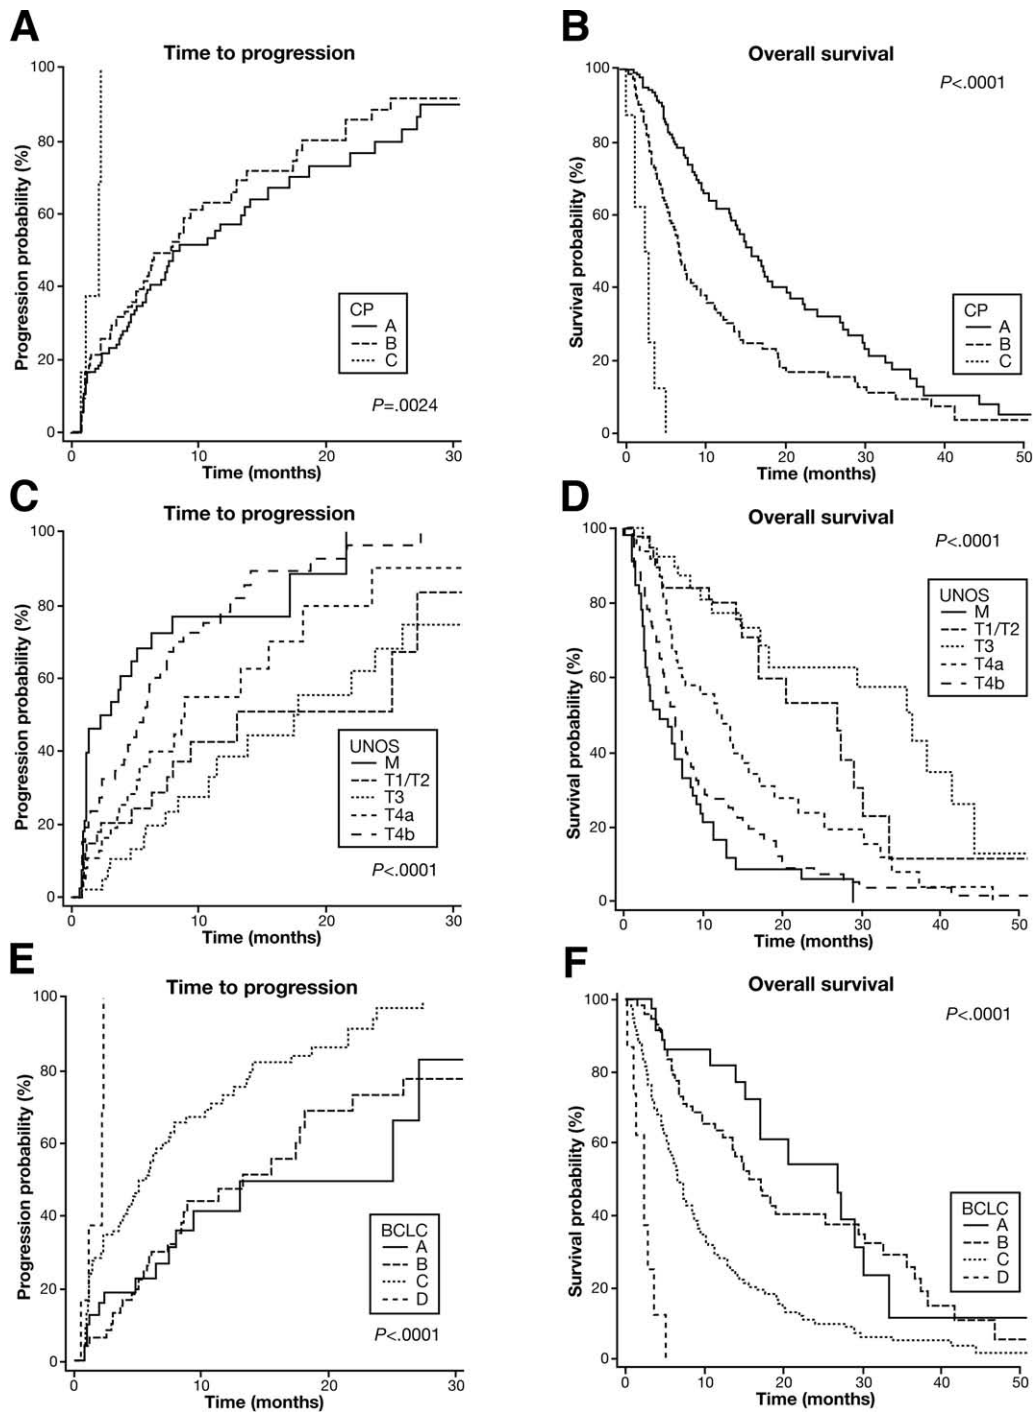 A
Time to progression
Progression probability (%)
100
80
60
40
20
0
CP
A
B
C
P=.0024
0 10 20 30
Time (months)
B
Overall survival
P<.0001
Survival probability (%)
100
80
60
40
20
0
CP
A
B
C
0 10 20 30 40 50
Time (months)
C
Time to progression
Progression probability (%)
100
80
60
40
20
0
UNOS
M
T1/T2
T3
T4a
T4b
P<.0001
0 10 20 30
Time (months)
D
Overall survival
P<.0001
Survival probability (%)
100
80
60
40
20
0
UNOS
M
T1/T2
T3
T4a
T4b
0 10 20 30 40 50
Time (months)
E
Time to progression
Progression probability (%)
100
80
60
40
20
0
BCLC
A
B
C
D
P<.0001
0 10 20 30
Time (months)
F
Overall survival
P<.0001
Survival probability (%)
100
80
60
40
20
0
BCLC
A
B
C
D
0 10 20 30 40 50
Time (months)